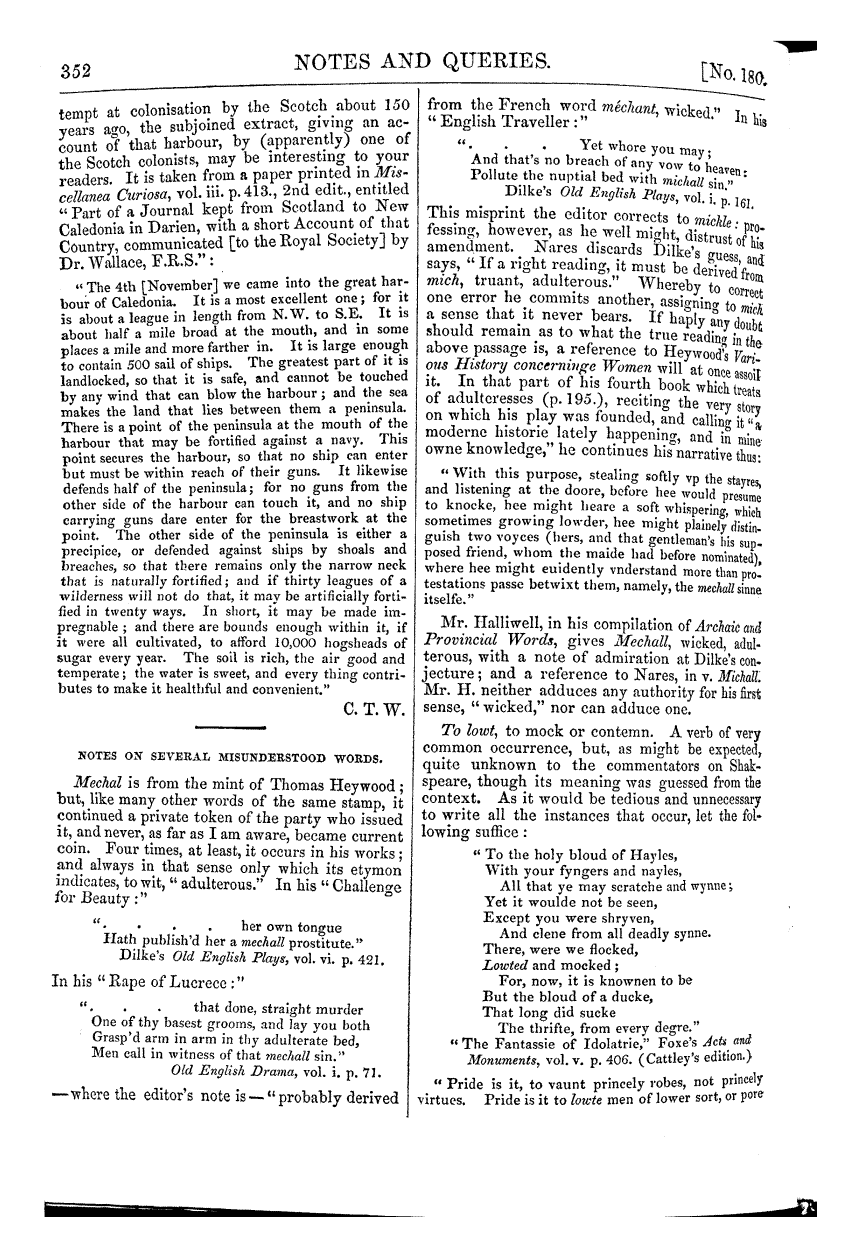 352
NOTES AND QUERIES.
[No. 180.
tempt at colonisation by the Scotch about 150
years ago, the subjoined extract, giving an ac-
count of that harbour, by (apparently) one of
the Scotch colonists, may be interesting to your
readers. It is taken from a paper printed in Mis-
cellanea Curiosa, vol. iii. p. 413., 2nd edit., entitled
“Part of a Journal kept from Scotland to New
Caledonia in Darien, with a short Account of that
Country, communicated [to the Royal Society] by
Dr. Wallace, F.R.S.”:
“The 4th [November] we came into the great har-
bour of Caledonia. It is a most excellent one; for it
is about a league in length from N.W. to S.E. It is
about half a mile broad at the mouth, and in some
places a mile and more farther in. It is large enough
to contain 500 sail of ships. The greatest part of it is
landlocked, so that it is safe, and cannot be touched
by any wind that can blow the harbour; and the sea
makes the land that lies between them a peninsula.
There is a point of the peninsula at the mouth of the
harbour that may be fortified against a navy. This
point secures the harbour, so that no ship can enter
but must be within reach of their guns. It likewise
defends half of the peninsula; for no guns from the
other side of the harbour can touch it, and no ship
carrying guns dare enter for the breastwork at the
point. The other side of the peninsula is either a
precipice, or defended against ships by shoals and
breaches, so that there remains only the narrow neck
that is naturally fortified; and if thirty leagues of a
wilderness will not do that, it may be artificially forti-
fied in twenty ways. In short, it may be made im-
pregnable; and there are bounds enough within it, if
it were all cultivated, to afford 10,000 hogsheads of
sugar every year. The soil is rich, the air good and
temperate; the water is sweet, and every thing contri-
butes to make it healthful and convenient.”
C. T. W.
NOTES ON SEVERAL MISUNDERSTOOD WORDS.
Mechal is from the mint of Thomas Heywood;
but, like many other words of the same stamp, it
continued a private token of the party who issued
it, and never, as far as I am aware, became current
coin. Four times, at least, it occurs in his works;
and always in that sense only which its etymon
indicates, to wit, “adulterous.” In his “Challenge
for Beauty:”
“. . . . her own tongue
Hath publish’d her a mechall prostitute.”
Dilke’s Old English Plays, vol. vi. p. 421.
In his “Rape of Lucrece:”
“. . . that done, straight murder
One of thy basest grooms, and lay you both
Grasp’d arm in arm in thy adulterate bed,
Men call in witness of that mechall sin.”
Old English Drama, vol. i. p. 71.
—where the editor’s note is—“probably derived
from the French word méchant, wicked.” In his
“English Traveller:”
“. . . Yet whore you may;
And that’s no breach of any vow to heaven:
Pollute the nuptial bed with michall sin.”
Dilke’s Old English Plays, vol. i. p. 161.
This misprint the editor corrects to mickle: pro-
fessing, however, as he well might, distrust of his
amendment. Nares discards Dilke’s guess, and
says, “If a right reading, it must be derived from
mich, truant, adulterous.” Whereby to correct
one error he commits another, assigning to mich
a sense that it never bears. If haply any doubt
should remain as to what the true reading in the
above passage is, a reference to Heywood’s Vari-
ous History concerninge Women will at once assoil
it. In that part of his fourth book which treats
of adultcresses (p. 195.), reciting the very story
on which his play was founded, and calling it “a
moderne historie lately happening, and in mine
owne knowledge,” he continues his narrative thus:
“With this purpose, stealing softly vp the stayres,
and listening at the doore, before hee would presume
to knocke, hee might heare a soft whispering, which
sometimes growing lowder, hee might plainely distin-
guish two voyces (hers, and that gentleman’s his sup-
posed friend, whom the maide had before nominated),
where hee might euidently vnderstand more than pro-
testations passe betwixt them, namely, the mechall sinne
itselfe.”
Mr. Halliwell, in his compilation of Archaic and
Provincial Words, gives Mechall, wicked, adul-
terous, with a note of admiration at Dilke’s con-
jecture; and a reference to Nares, in v. Michall.
Mr. H. neither adduces any authority for his first
sense, “wicked,” nor can adduce one.
To lowt, to mock or contemn. A verb of very
common occurrence, but, as might be expected,
quite unknown to the commentators on Shak-
speare, though its meaning was guessed from the
context. As it would be tedious and unnecessary
to write all the instances that occur, let the fol-
lowing suffice:
“To the holy bloud of Hayles,
With your fyngers and nayles,
All that ye may scratche and wynne;
Yet it woulde not be seen,
Except you were shryven,
And clene from all deadly synne.
There, were we flocked,
Lowted and mocked;
For, now, it is knownen to be
But the bloud of a ducke,
That long did sucke
The thrifte, from every degre.”
“The Fantassie of Idolatrie,” Foxe’s Acts and
Monuments, vol. v. p. 406. (Cattley’s edition.)
“Pride is it, to vaunt princely robes, not princely
virtues. Pride is it to lowte men of lower sort, or pore